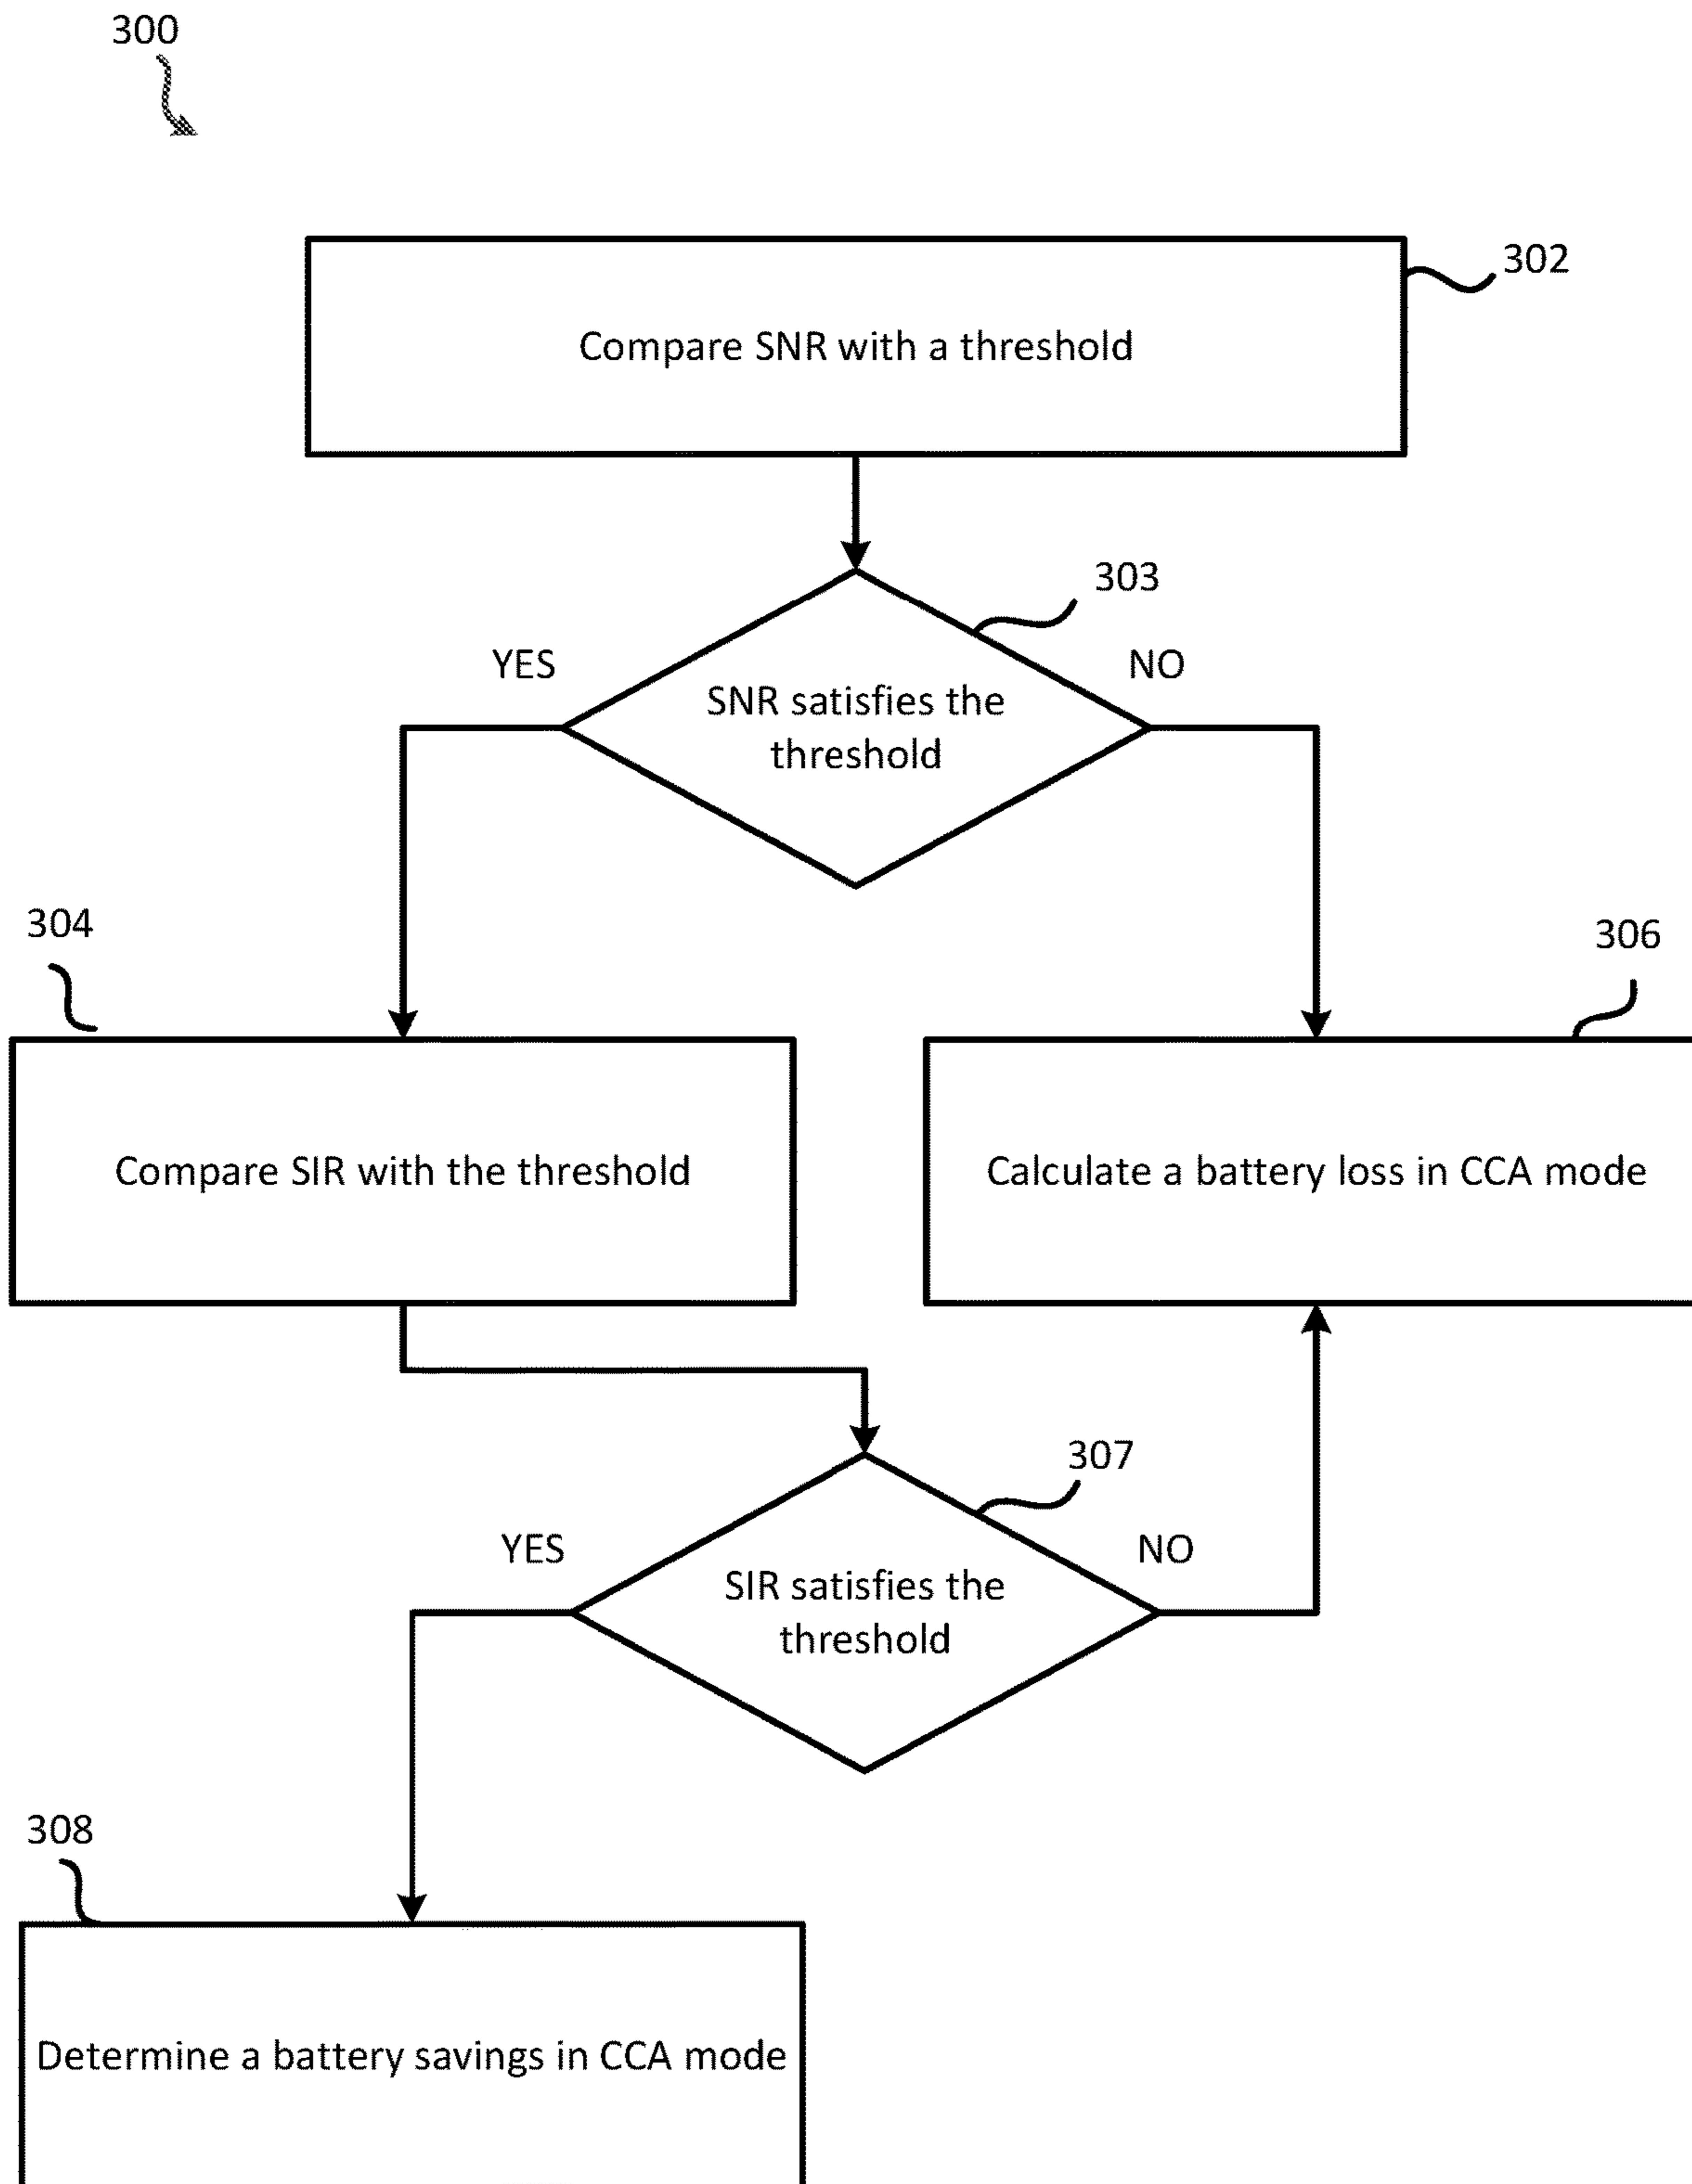 300
302
Compare SNR with a threshold
303
YES
NO
SNR satisfies the
threshold
304
306
Compare SIR with the threshold
Calculate a battery loss in CCA mode
307
YES
NO
SIR satisfies the
threshold
308
Determine a battery savings in CCA mode